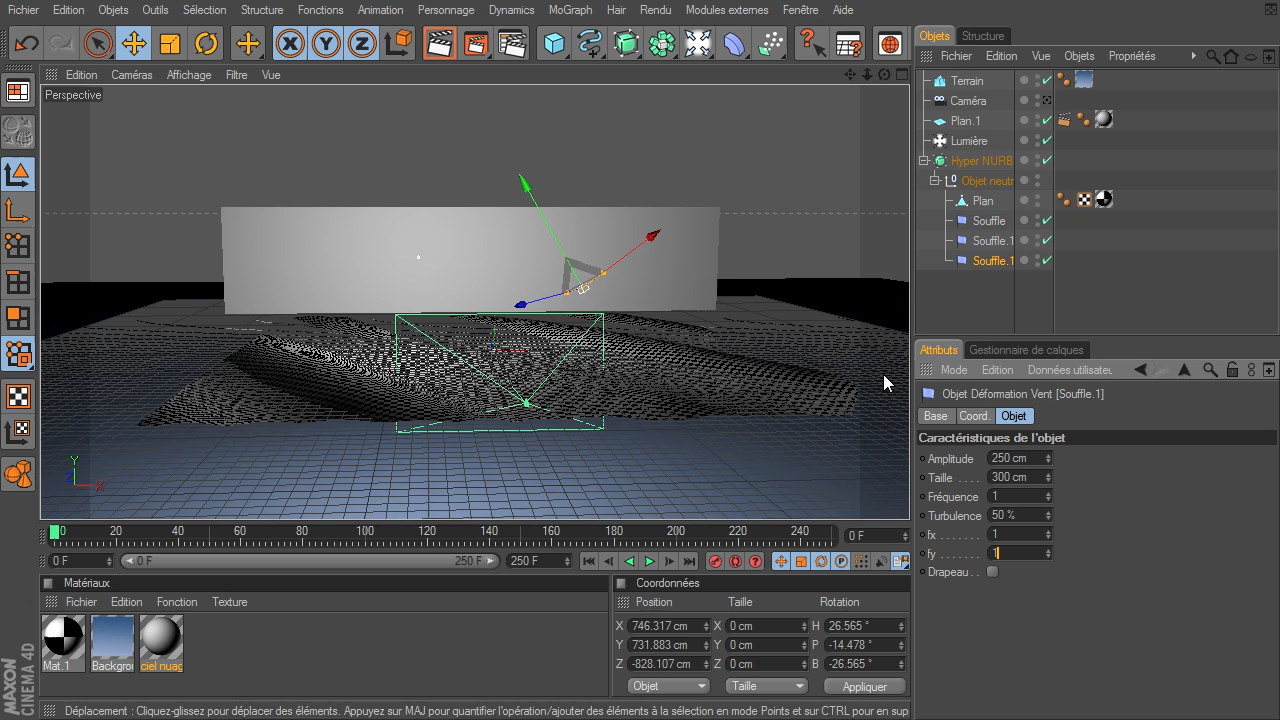 Fichier Edition Objets Outils Sélection Structure Fonctions Animation Personnage Dynamics MoGraph Hair Rendu Modules externes Fenêtre Aide
Edition Caméras Affichage Filtre Vue
Perspective
Objets Structure
Fichier Edition Vue Objets Propriétés
Terrain
Caméra
Plan.1
Lumière
Hyper NURB
Objet neutr
Plan
Souffle
Souffle.1
Souffle.1
Attributs Gestionnaire de calques
Mode Edition Données utilisateu
Objet Déformation Vent [Souffle.1]
Base Coord. Objet
Caractéristiques de l'objet
Amplitude 250 cm
Taille . . . . 300 cm
Fréquence 1
Turbulence 50 %
fx . . . . . . . 1
fy . . . . . . . 1
Drapeau . .
Y
Z X
0 20 40 60 80 100 120 140 160 180 200 220 240 0 F
0 F 0 F 250 F 250 F
Matériaux
Fichier Edition Fonction Texture
Mat.1 Backgroi ciel nuag
Coordonnées
Position Taille Rotation
X 746.317 cm X 0 cm H 26.565 °
Y 731.883 cm Y 0 cm P -14.478 °
Z -828.107 cm Z 0 cm B -26.565 °
Objet Taille Appliquer
MAXON
CINEMA 4D
Déplacement : Cliquez-glissez pour déplacer des éléments. Appuyez sur MAJ pour quantifier l'opération/ajouter des éléments à la sélection en mode Points et sur CTRL pour en sup